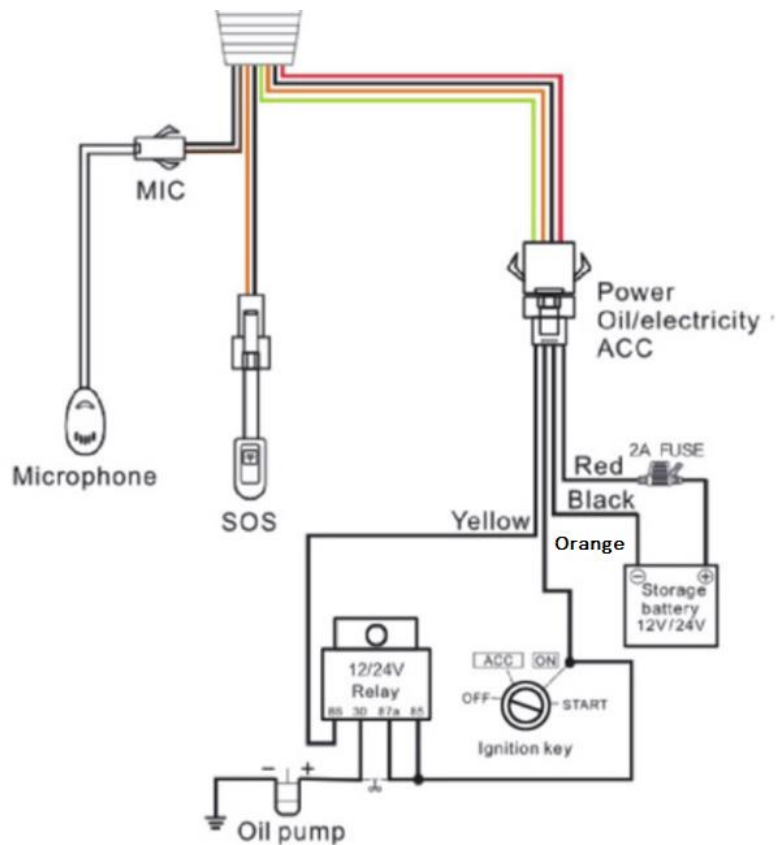 MIC
Power
Oil/electricity
ACC
Microphone
SOS
2A FUSE
Red
Black
Yellow
Orange
Storage
battery
12V/24V
12/24V
Relay
86 30 87a 85
ACC ON
OFF
START
Ignition key
Oil pump